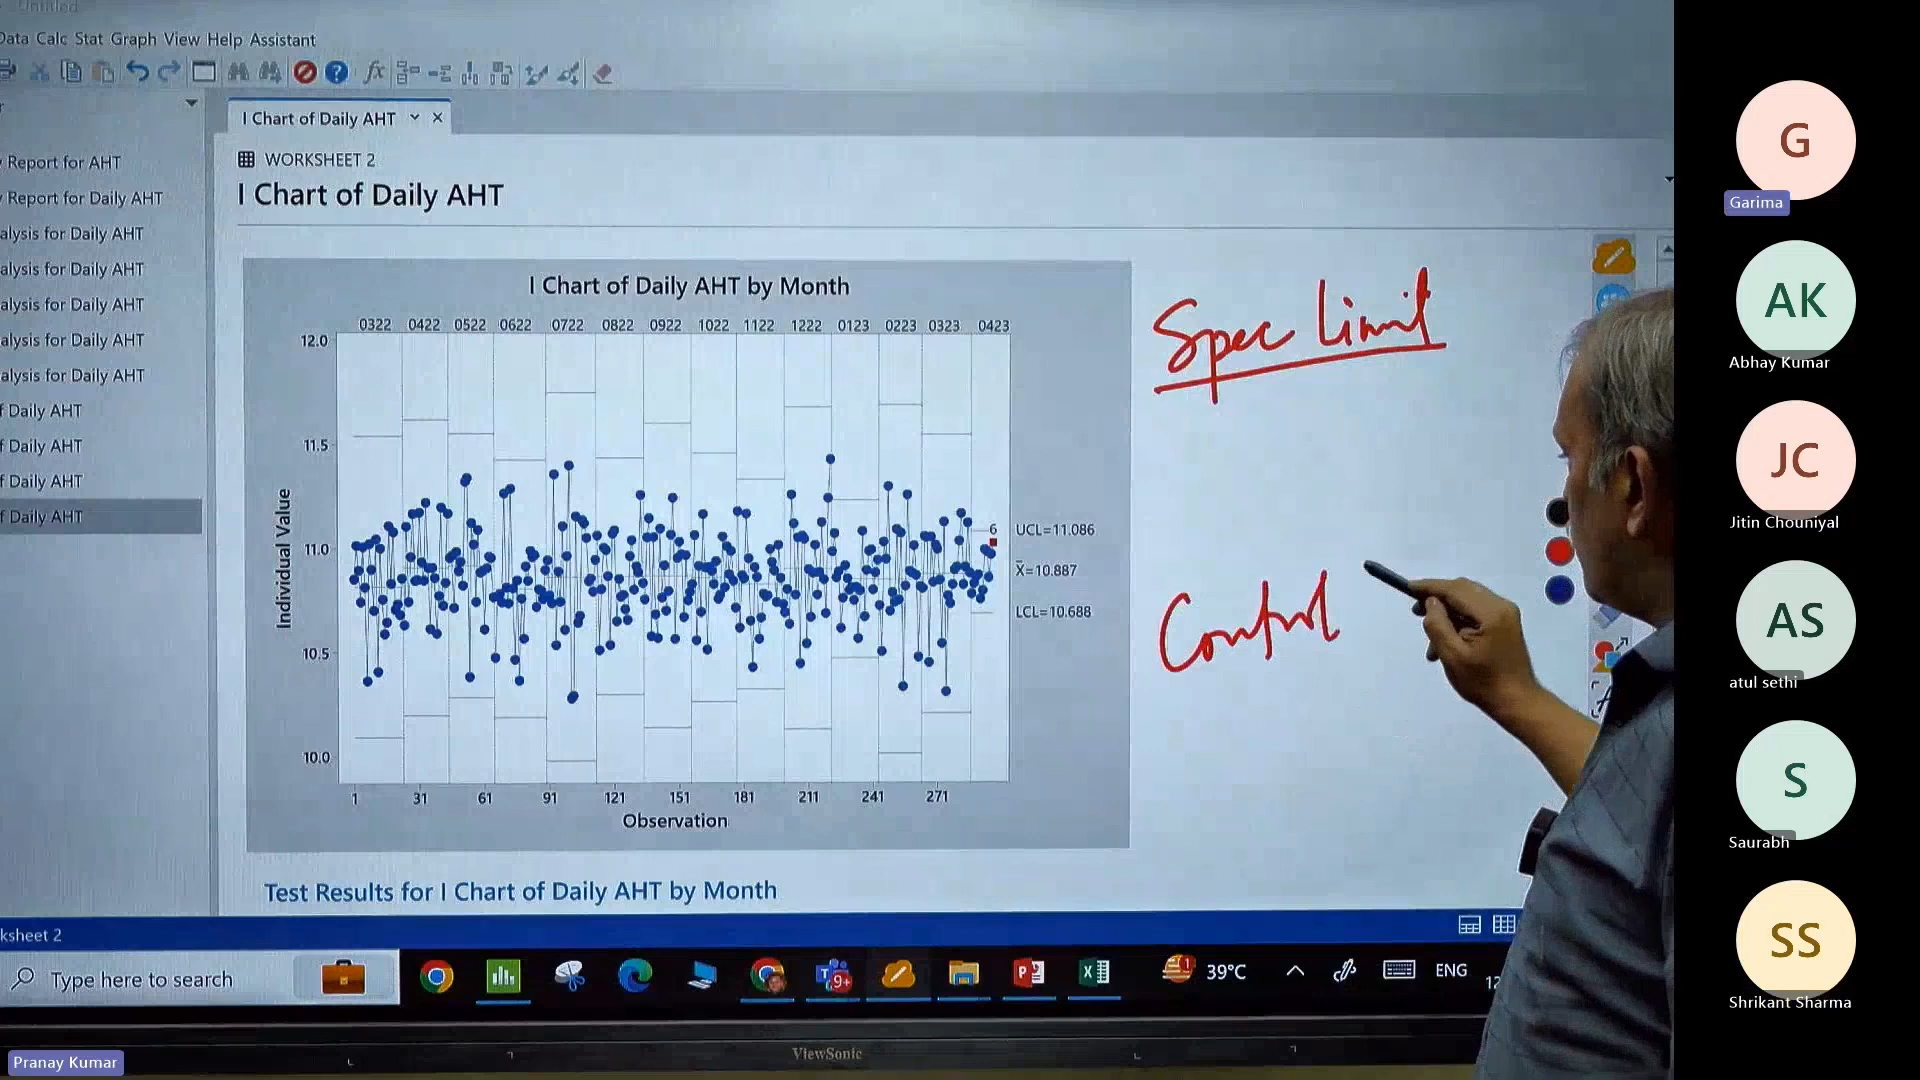 Untitled
Data Calc Stat Graph View Help Assistant
I Chart of Daily AHT
Report for AHT
Report for Daily AHT
alysis for Daily AHT
alysis for Daily AHT
alysis for Daily AHT
alysis for Daily AHT
alysis for Daily AHT
f Daily AHT
f Daily AHT
f Daily AHT
f Daily AHT
WORKSHEET 2
I Chart of Daily AHT
I Chart of Daily AHT by Month
0322 0422 0522 0622 0722 0822 0922 1022 1122 1222 0123 0223 0323 0423
12.0
11.5
11.0
10.5
10.0
Individual Value
6
UCL=11.086
X̄=10.887
LCL=10.688
1 31 61 91 121 151 181 211 241 271
Observation
Spec limit
Control
Test Results for I Chart of Daily AHT by Month
ksheet 2
Type here to search
9+
1
39°C
ENG
12
ViewSonic
Pranay Kumar
G
Garima
AK
Abhay Kumar
JC
Jitin Chouniyal
AS
atul sethi
S
Saurabh
SS
Shrikant Sharma